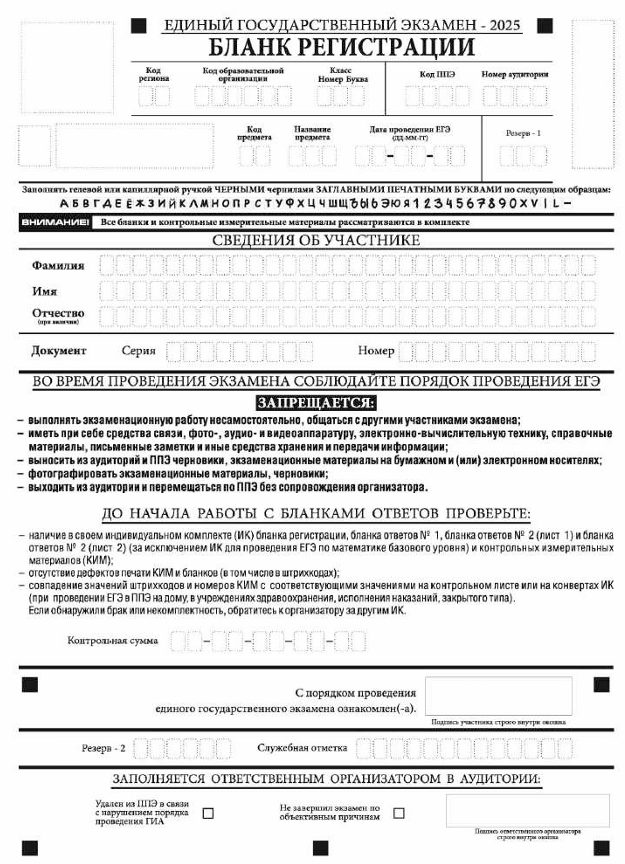 ЕДИНЫЙ ГОСУДАРСТВЕННЫЙ ЭКЗАМЕН - 2025
БЛАНК РЕГИСТРАЦИИ
Код региона
Код образовательной организации
Класс Номер Буква
Код ППЭ
Номер аудитории
Код предмета
Название предмета
Дата проведения ЕГЭ (ДД-ММ-ГГ)
Резерв - 1
Заполнять гелевой или капиллярной ручкой ЧЕРНЫМИ чернилами ЗАГЛАВНЫМИ ПЕЧАТНЫМИ БУКВАМИ по следующим образцам:
А Б В Г Д Е Ё Ж З И Й К Л М Н О П Р С Т У Ф Х Ц Ч Ш Щ Ъ Ы Ь Э Ю Я 1 2 3 4 5 6 7 8 9 0 X V I L -
ВНИМАНИЕ! Все бланки и контрольные измерительные материалы рассматриваются в комплекте
СВЕДЕНИЯ ОБ УЧАСТНИКЕ
Фамилия
Имя
Отчество
(при наличии)
Документ Серия Номер
ВО ВРЕМЯ ПРОВЕДЕНИЯ ЭКЗАМЕНА СОБЛЮДАЙТЕ ПОРЯДОК ПРОВЕДЕНИЯ ЕГЭ
ЗАПРЕЩАЕТСЯ:
– выполнять экзаменационную работу несамостоятельно, общаться с другими участниками экзамена;
– иметь при себе средства связи, фото-, аудио- и видеоаппаратуру, электронно-вычислительную технику, справочные
материалы, письменные заметки и иные средства хранения и передачи информации;
– выносить из аудиторий и ППЭ черновики, экзаменационные материалы на бумажном и (или) электронном носителях;
– фотографировать экзаменационные материалы, черновики;
– выходить из аудитории и перемещаться по ППЭ без сопровождения организатора.
ДО НАЧАЛА РАБОТЫ С БЛАНКАМИ ОТВЕТОВ ПРОВЕРЬТЕ:
– наличие в своем индивидуальном комплекте (ИК) бланка регистрации, бланка ответов № 1, бланка ответов № 2 (лист 1) и бланка
ответов № 2 (лист 2) (за исключением ИК для проведения ЕГЭ по математике базового уровня) и контрольных измерительных
материалов (КИМ);
– отсутствие дефектов печати КИМ и бланков (в том числе в штрихкодах);
– совпадение значений штрихкодов и номеров КИМ с соответствующими значениями на контрольном листе или на конвертах ИК
(при проведении ЕГЭ в ППЭ на дому, в учреждениях здравоохранения, исполнения наказаний, закрытого типа).
Если обнаружили брак или некомплектность, обратитесь к организатору за другим ИК.
Контрольная сумма
С порядком проведения
единого государственного экзамена ознакомлен(-а).
Подпись участника строго внутри окошка
Резерв - 2 Служебная отметка
ЗАПОЛНЯЕТСЯ ОТВЕТСТВЕННЫМ ОРГАНИЗАТОРОМ В АУДИТОРИИ:
Удален из ППЭ в связи
с нарушением порядка
проведения ГИА
Не завершил экзамен по
объективным причинам
Подпись ответственного организатора
строго внутри окошка